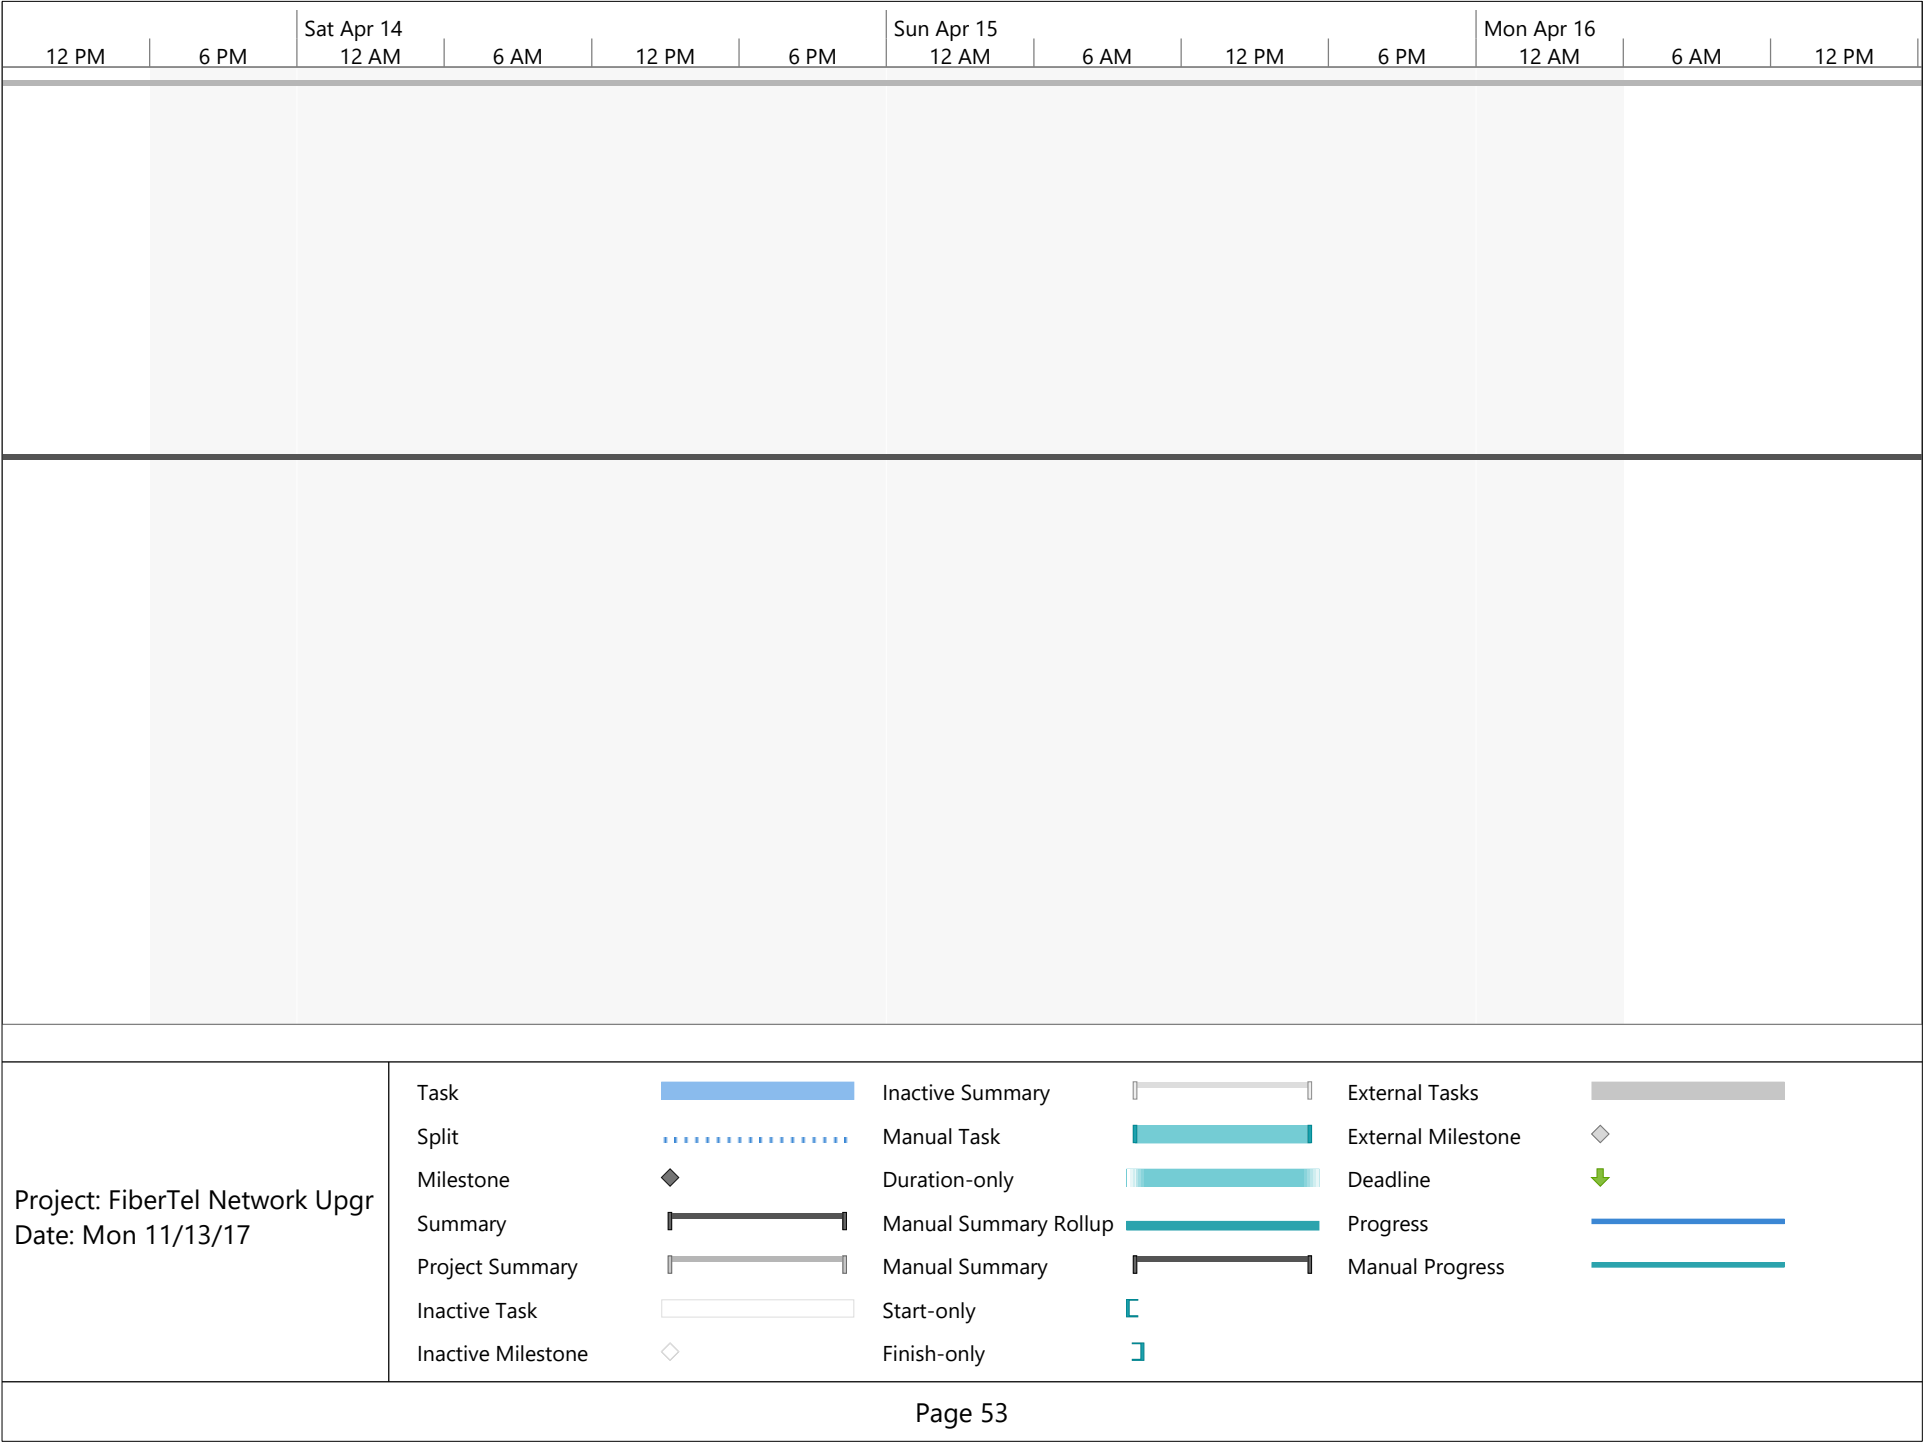 Sat Apr 14
Sun Apr 15
Mon Apr 16
12 PM 6 PM 12 AM 6 AM 12 PM 6 PM 12 AM 6 AM 12 PM 6 PM 12 AM 6 AM 12 PM
Project: FiberTel Network Upgr
Date: Mon 11/13/17
Task
Split
Milestone
Summary
Project Summary
Inactive Task
Inactive Milestone
Inactive Summary
Manual Task
Duration-only
Manual Summary Rollup
Manual Summary
Start-only
Finish-only
External Tasks
External Milestone
Deadline
Progress
Manual Progress
Page 53